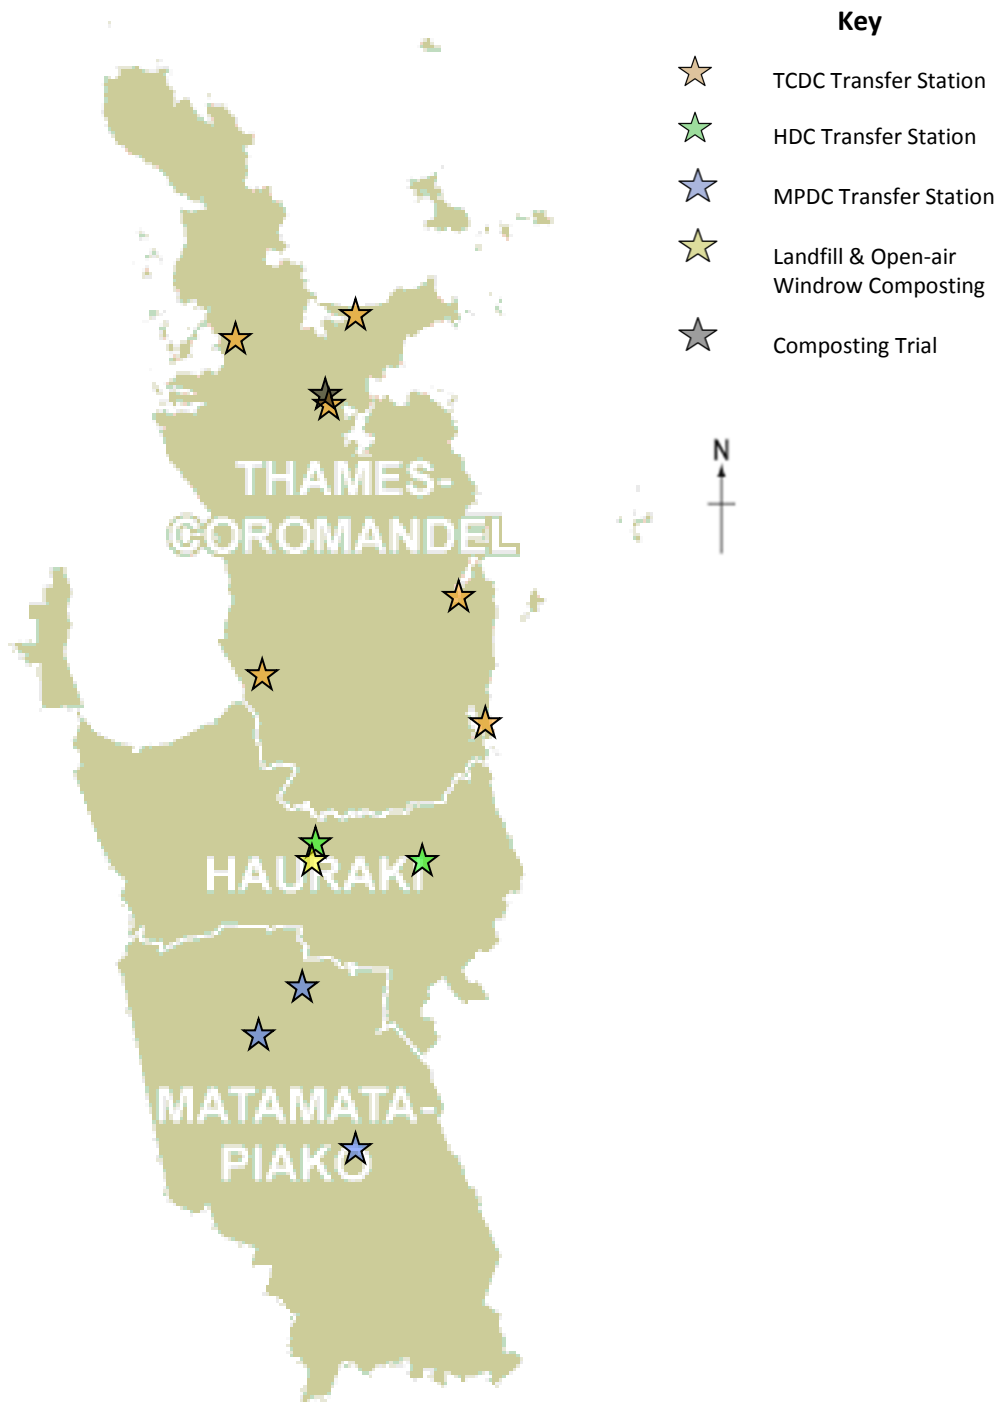 Key
TCDC Transfer Station
HDC Transfer Station
MPDC Transfer Station
Landfill & Open-air
Windrow Composting
Composting Trial
N
THAMES-
COROMANDEL
HAURAKI
MATAMATA-
PIAKO